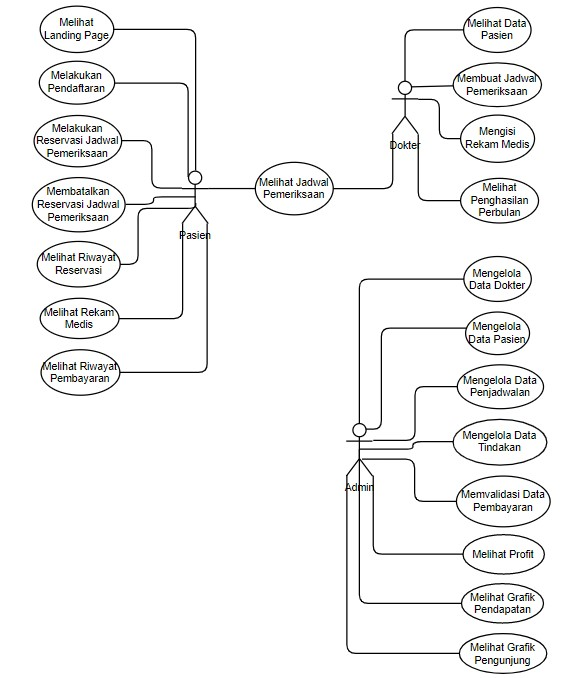 Melihat
Landing Page
Melakukan
Pendaftaran
Melakukan
Reservasi Jadwal
Pemeriksaan
Membatalkan
Reservasi Jadwal
Pemeriksaan
Melihat Riwayat
Reservasi
Melihat Rekam
Medis
Melihat Riwayat
Pembayaran
Pasien
Melihat Jadwal
Pemeriksaan
Dokter
Melihat Data
Pasien
Membuat Jadwal
Pemeriksaan
Mengisi
Rekam Medis
Melihat
Penghasilan
Perbulan
Admin
Mengelola
Data Dokter
Mengelola
Data Pasien
Mengelola Data
Penjadwalan
Mengelola Data
Tindakan
Memvalidasi Data
Pembayaran
Melihat Profit
Melihat Grafik
Pendapatan
Melihat Grafik
Pengunjung